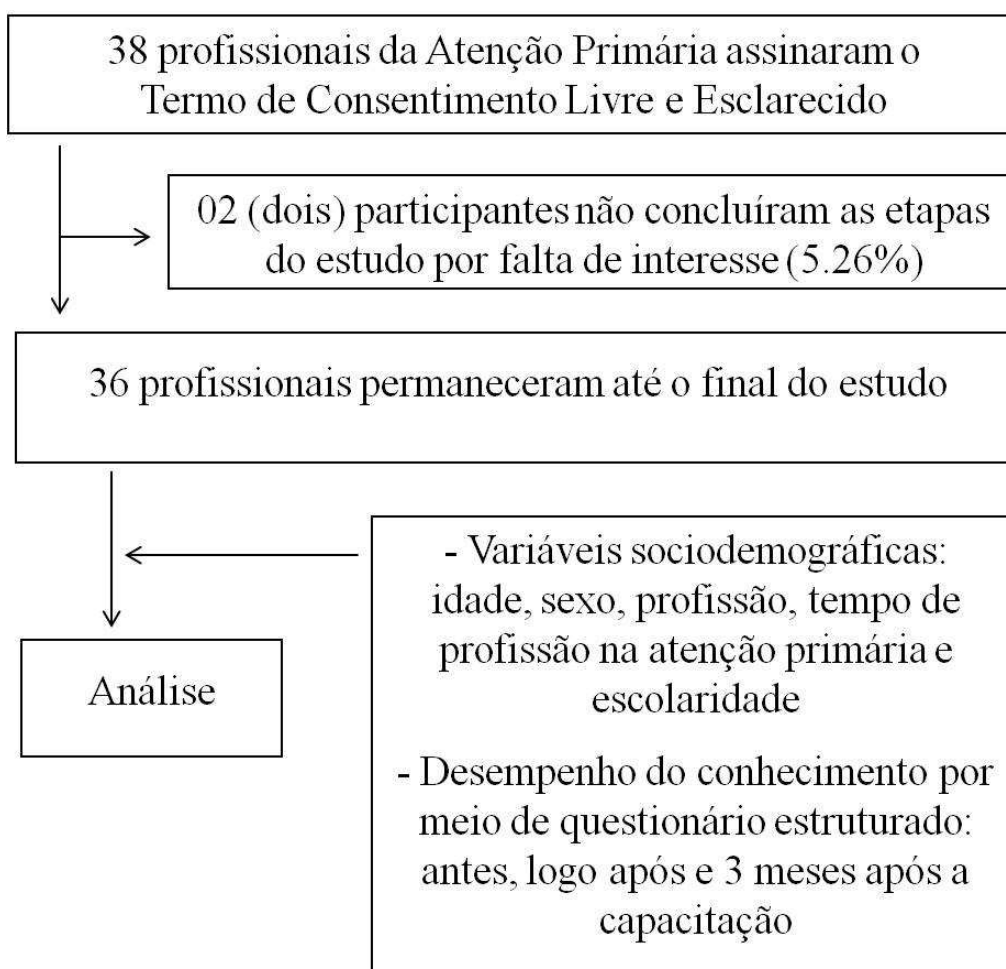 38 profissionais da Atenção Primária assinaram o
Termo de Consentimento Livre e Esclarecido
02 (dois) participantes não concluíram as etapas
do estudo por falta de interesse (5.26%)
36 profissionais permaneceram até o final do estudo
- Variáveis sociodemográficas:
idade, sexo, profissão, tempo de
profissão na atenção primária e
escolaridade
- Desempenho do conhecimento por
meio de questionário estruturado:
antes, logo após e 3 meses após a
capacitação
Análise